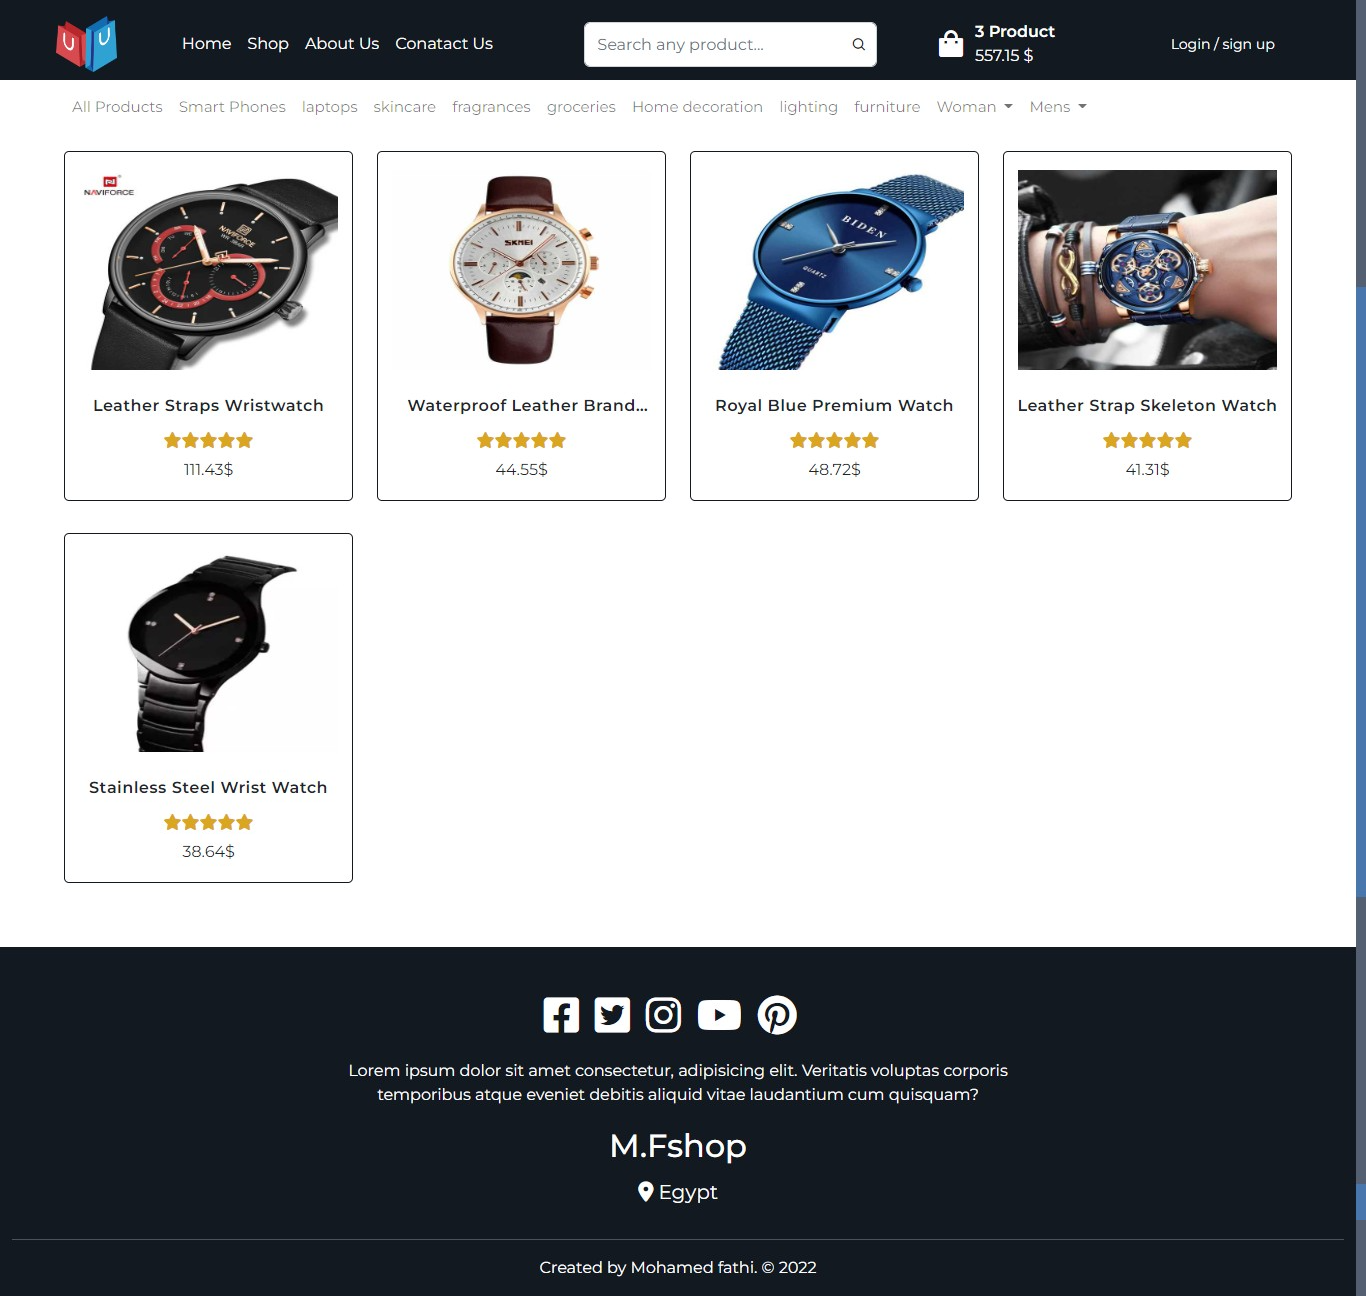 Home Shop About Us Conatact Us Search any product... 3 Product
557.15 $
Login / sign up
All Products Smart Phones laptops skincare fragrances groceries Home decoration lighting furniture Woman Mens
NAVIFORCE
NAVIFORCE
SKMEI
BIDEN
QUARTZ
Leather Straps Wristwatch
111.43$
Waterproof Leather Brand...
44.55$
Royal Blue Premium Watch
48.72$
Leather Strap Skeleton Watch
41.31$
Stainless Steel Wrist Watch
38.64$
Lorem ipsum dolor sit amet consectetur, adipisicing elit. Veritatis voluptas corporis
temporibus atque eveniet debitis aliquid vitae laudantium cum quisquam?
M.Fshop
Egypt
Created by Mohamed fathi. © 2022